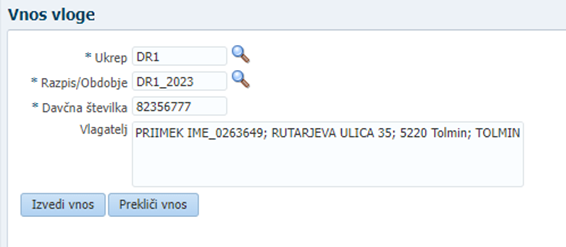 Vnos vloge
* Ukrep DR1
* Razpis/Obdobje DR1_2023
* Davčna številka 82356777
Vlagatelj PRIIMEK IME_0263649; RUTARJEVA ULICA 35; 5220 Tolmin; TOLMIN
Izvedi vnos Prekliči vnos